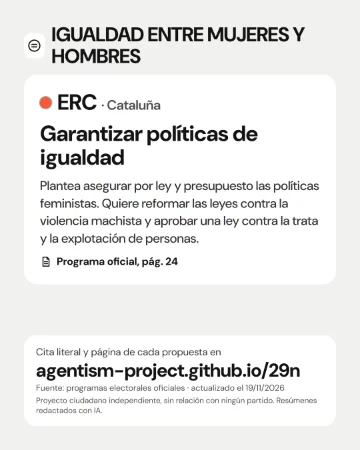 IGUALDAD ENTRE MUJERES Y
HOMBRES
ERC · Cataluña
Garantizar políticas de
igualdad
Plantea asegurar por ley y presupuesto las políticas
feministas. Quiere reformar las leyes contra la
violencia machista y aprobar una ley contra la trata
y la explotación de personas.
Programa oficial, pág. 24
Cita literal y página de cada propuesta en
agentism-project.github.io/29n
Fuente: programas electorales oficiales · actualizado el 19/11/2026
Proyecto ciudadano independiente, sin relación con ningún partido. Resúmenes
redactados con IA.